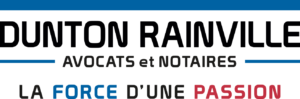 DUNTON RAINVILLE
AVOCATS et NOTAIRES
LA FORCE D'UNE PASSION